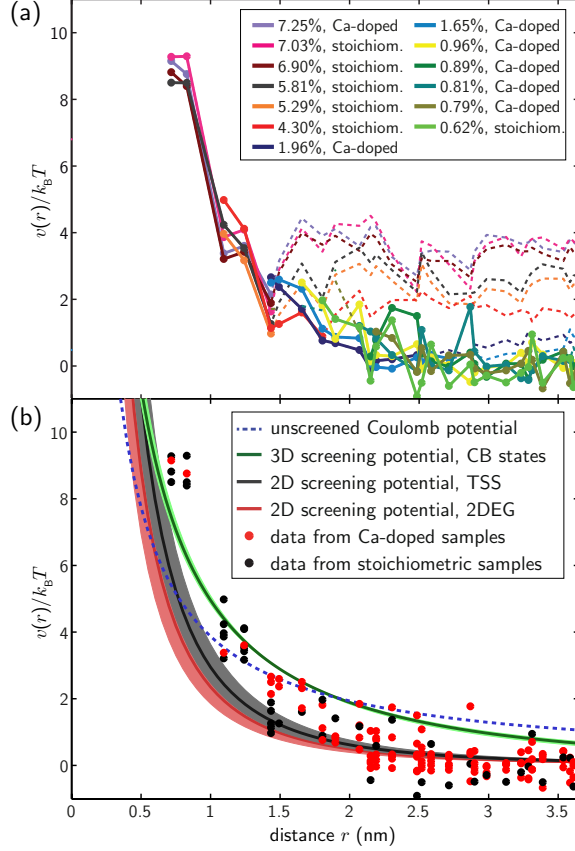 (a)
10
8
6
4
2
0
v(r)/k_BT
7.25%, Ca-doped
7.03%, stoichiom.
6.90%, stoichiom.
5.81%, stoichiom.
5.29%, stoichiom.
4.30%, stoichiom.
1.96%, Ca-doped
1.65%, Ca-doped
0.96%, Ca-doped
0.89%, Ca-doped
0.81%, Ca-doped
0.79%, Ca-doped
0.62%, stoichiom.
(b)
10
8
6
4
2
0
v(r)/k_BT
unscreened Coulomb potential
3D screening potential, CB states
2D screening potential, TSS
2D screening potential, 2DEG
data from Ca-doped samples
data from stoichiometric samples
0 0.5 1 1.5 2 2.5 3 3.5
distance r (nm)